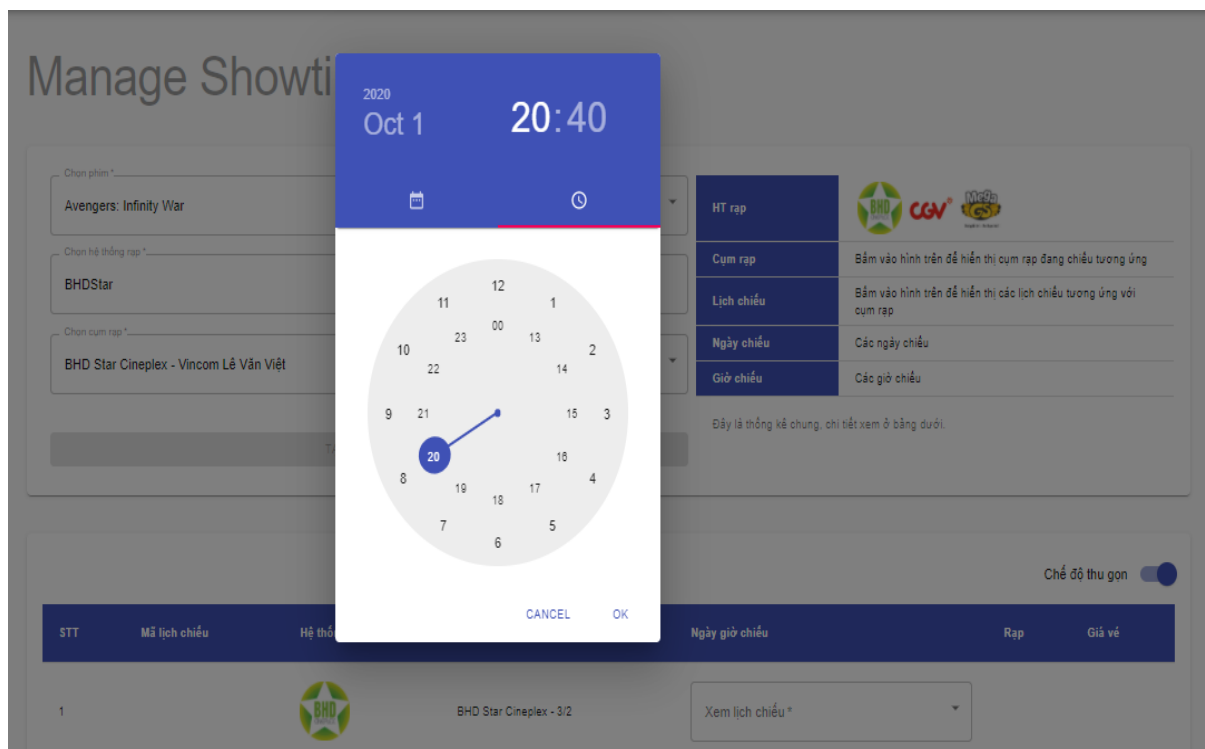 Manage Showti
2020
Oct 1
20:40
Chọn phim *
Avengers: Infinity War
Chọn hệ thống rạp *
BHDStar
Chọn cụm rạp *
BHD Star Cineplex - Vincom Lê Văn Việt
HT rạp
BHD
CGV
Mega
GS
Cụm rạp
Bấm vào hình trên để hiển thị cụm rạp đang chiếu tương ứng
Lịch chiếu
Bấm vào hình trên để hiển thị các lịch chiếu tương ứng với
cụm rạp
Ngày chiếu
Các ngày chiếu
Giờ chiếu
Các giờ chiếu
Đây là thống kê chung, chi tiết xem ở bảng dưới.
12
11
1
00
23
13
10
2
22
14
9
21
15
3
20
16
8
4
19
17
18
7
5
6
CANCEL
OK
Chế độ thu gọn
STT
Mã lịch chiếu
Hệ thố
Ngày giờ chiếu
Rạp
Giá vé
1
BHD
BHD Star Cineplex - 3/2
Xem lịch chiếu *